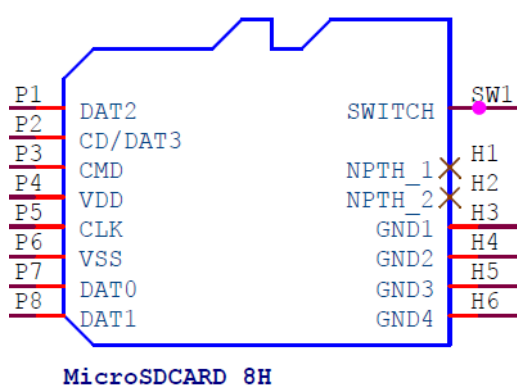 P1 DAT2 SWITCH SW1
P2 CD/DAT3
P3 CMD NPTH_1 H1
P4 VDD NPTH_2 H2
P5 CLK GND1 H3
P6 VSS GND2 H4
P7 DAT0 GND3 H5
P8 DAT1 GND4 H6
MicroSDCARD 8H